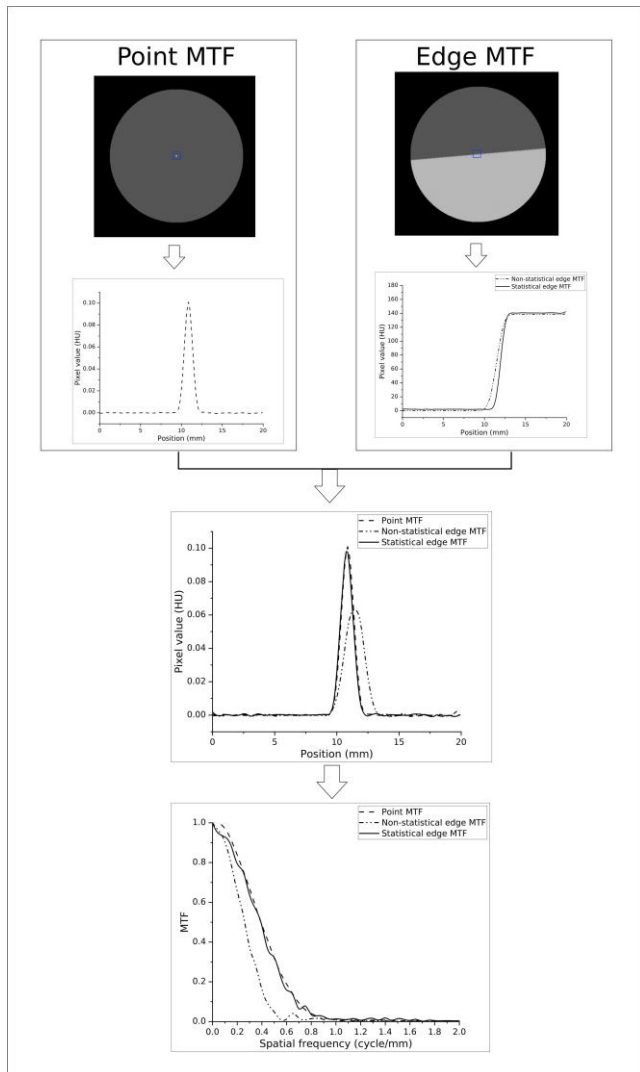 Point MTF
Edge MTF
0.10
0.08
0.06
0.04
0.02
0.00
Pixel value (HU)
0 5 10 15 20
Position (mm)
Non-statistical edge MTF
Statistical edge MTF
180
160
140
120
100
80
60
40
20
0
Pixel value (HU)
0 5 10 15 20
Position (mm)
Point MTF
Non-statistical edge MTF
Statistical edge MTF
0.10
0.08
0.06
0.04
0.02
0.00
Pixel value (HU)
0 5 10 15 20
Position (mm)
Point MTF
Non-statistical edge MTF
Statistical edge MTF
1.0
0.8
0.6
0.4
0.2
0.0
MTF
0.0 0.2 0.4 0.6 0.8 1.0 1.2 1.4 1.6 1.8 2.0
Spatial frequency (cycle/mm)